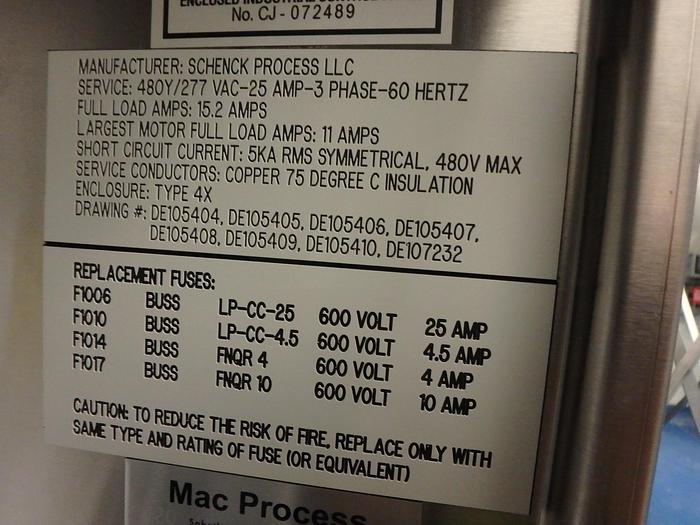 ENCLOSED INDUSTRIAL
No. CJ - 072489
MANUFACTURER: SCHENCK PROCESS LLC
SERVICE: 480Y/277 VAC-25 AMP-3 PHASE-60 HERTZ
FULL LOAD AMPS: 15.2 AMPS
LARGEST MOTOR FULL LOAD AMPS: 11 AMPS
SHORT CIRCUIT CURRENT: 5KA RMS SYMMETRICAL, 480V MAX
SERVICE CONDUCTORS: COPPER 75 DEGREE C INSULATION
ENCLOSURE: TYPE 4X
DRAWING #: DE105404, DE105405, DE105406, DE105407,
DE105408, DE105409, DE105410, DE107232
REPLACEMENT FUSES:
F1006 BUSS LP-CC-25 600 VOLT 25 AMP
F1010 BUSS LP-CC-4.5 600 VOLT 4.5 AMP
F1014 BUSS FNQR 4 600 VOLT 4 AMP
F1017 BUSS FNQR 10 600 VOLT 10 AMP
CAUTION: TO REDUCE THE RISK OF FIRE, REPLACE ONLY WITH
SAME TYPE AND RATING OF FUSE (OR EQUIVALENT)
Mac Process